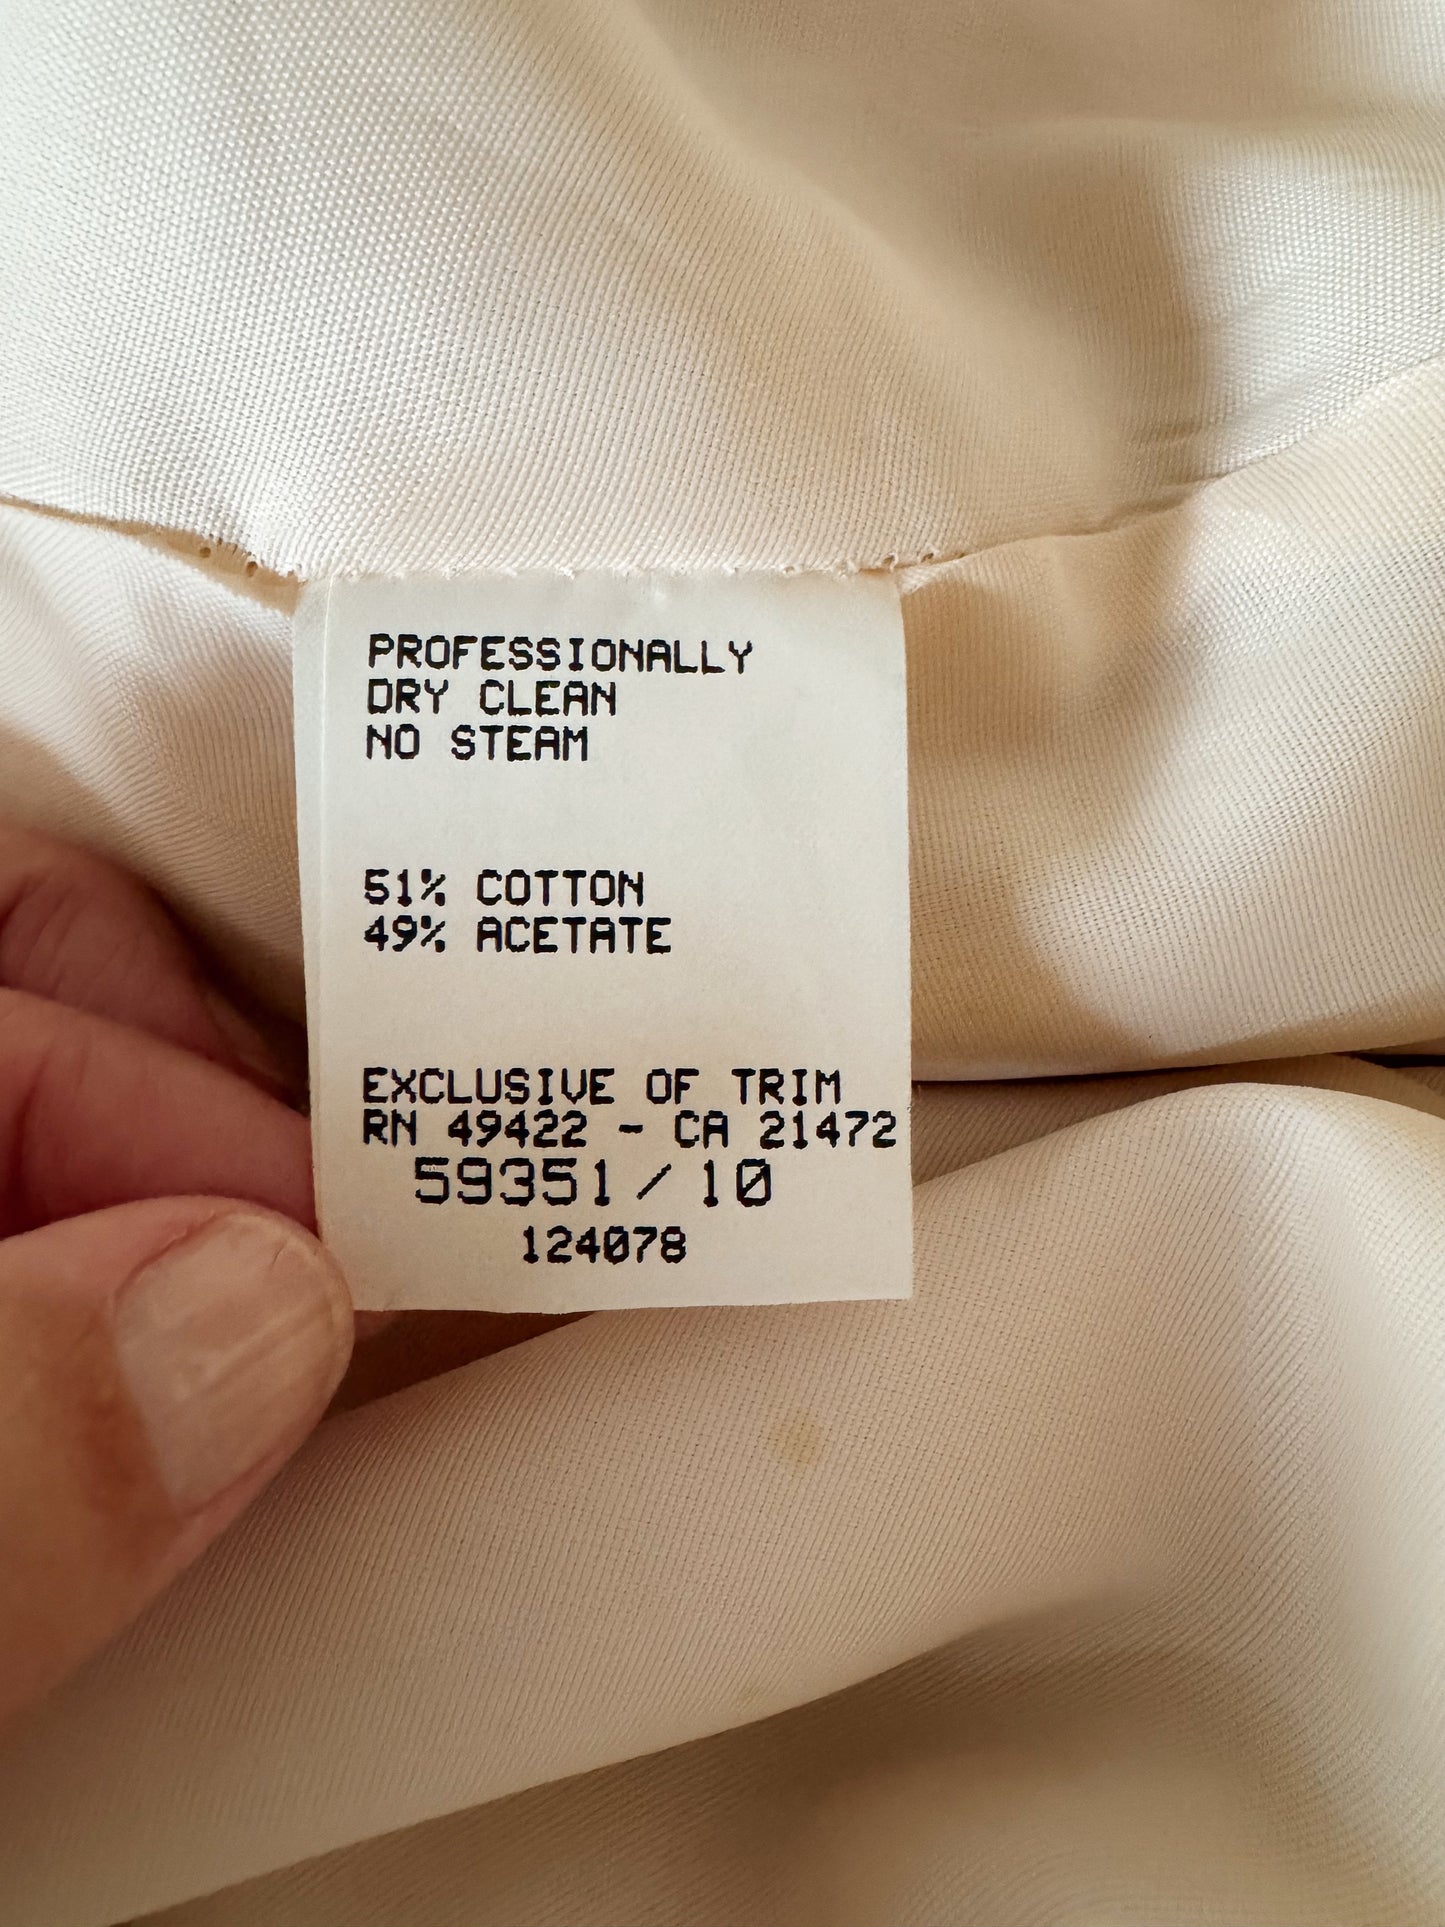 PROFESSIONALLY
DRY CLEAN
NO STEAM
51% COTTON
49% ACETATE
EXCLUSIVE OF TRIM
RN 49422 - CA 21472
59351/10
124078